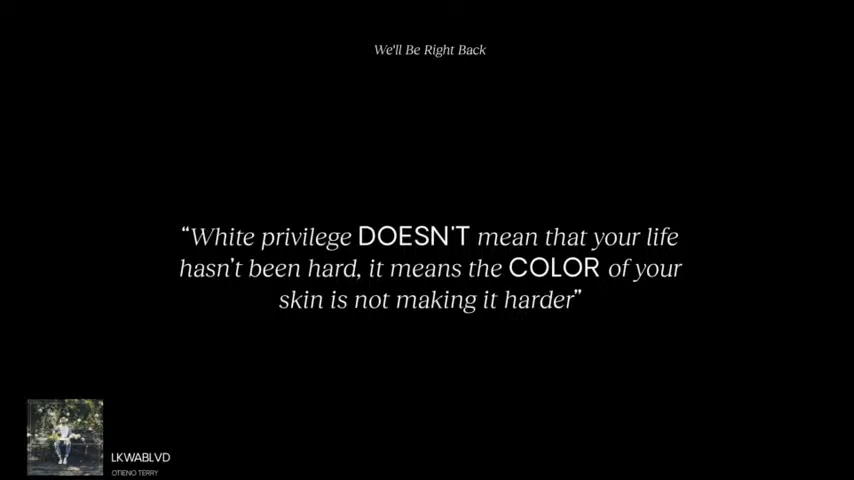 We'll Be Right Back
“White privilege DOESN'T mean that your life
hasn't been hard, it means the COLOR of your
skin is not making it harder”
LKWABLVD
OTIENO TERRY